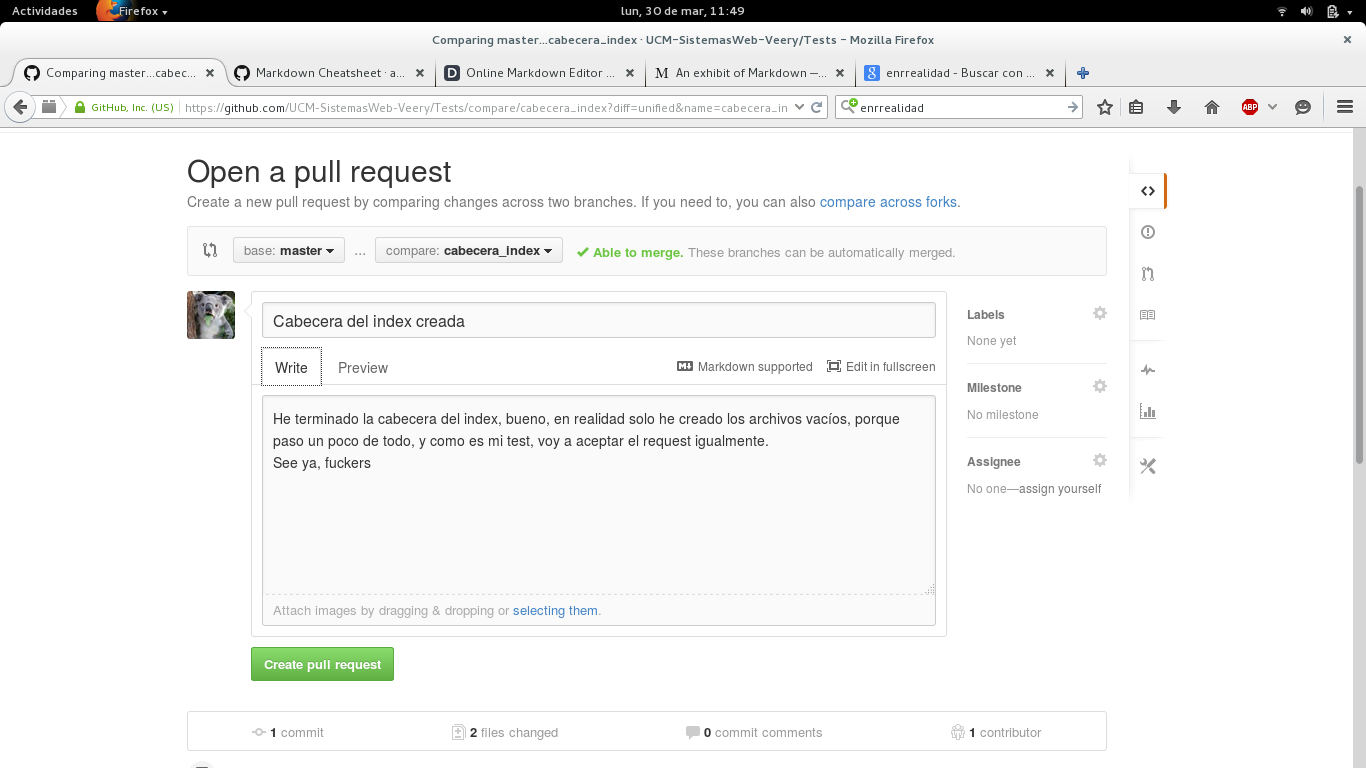 Actividades Firefox lun, 30 de mar, 11:49
Comparing master...cabecera_index · UCM-SistemasWeb-Veery/Tests - Mozilla Firefox
Comparing master...cabec... Markdown Cheatsheet · a... Online Markdown Editor ... An exhibit of Markdown —... enrrealidad - Buscar con ...
GitHub, Inc. (US) https://github.com/UCM-SistemasWeb-Veery/Tests/compare/cabecera_index?diff=unified&name=cabecera_in enrrealidad ABP
Open a pull request
Create a new pull request by comparing changes across two branches. If you need to, you can also compare across forks.
base: master ... compare: cabecera_index Able to merge. These branches can be automatically merged.
Cabecera del index creada
Labels
None yet
Write Preview Markdown supported Edit in fullscreen
Milestone
No milestone
He terminado la cabecera del index, bueno, en realidad solo he creado los archivos vacíos, porque
paso un poco de todo, y como es mi test, voy a aceptar el request igualmente.
See ya, fuckers
Assignee
No one—assign yourself
Attach images by dragging & dropping or selecting them.
Create pull request
1 commit 2 files changed 0 commit comments 1 contributor